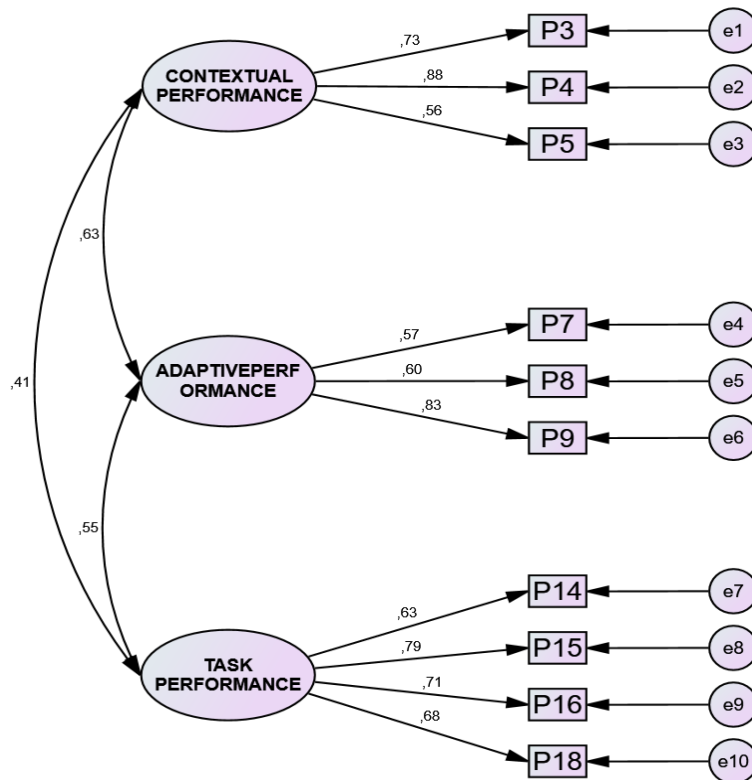 P3
e1
,73
CONTEXTUAL
PERFORMANCE
,88
P4
e2
,56
P5
e3
,63
,57
P7
e4
,41
ADAPTIVEPERF
ORMANCE
,60
P8
e5
,83
P9
e6
,55
,63
P14
e7
TASK
PERFORMANCE
,79
P15
e8
,71
P16
e9
,68
P18
e10